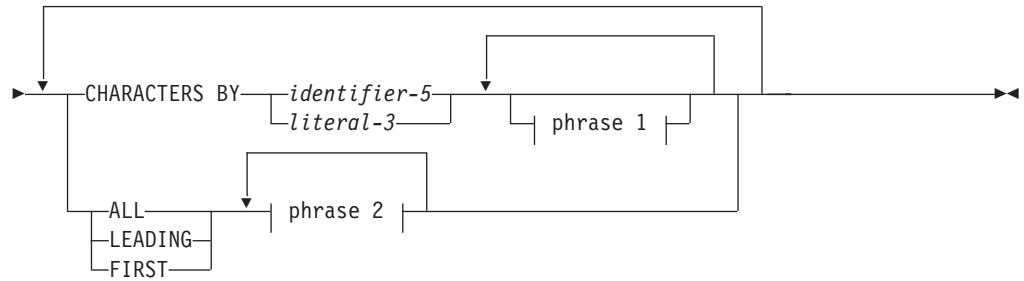 CHARACTERS BY identifier-5
literal-3
phrase 1
ALL phrase 2
LEADING
FIRST